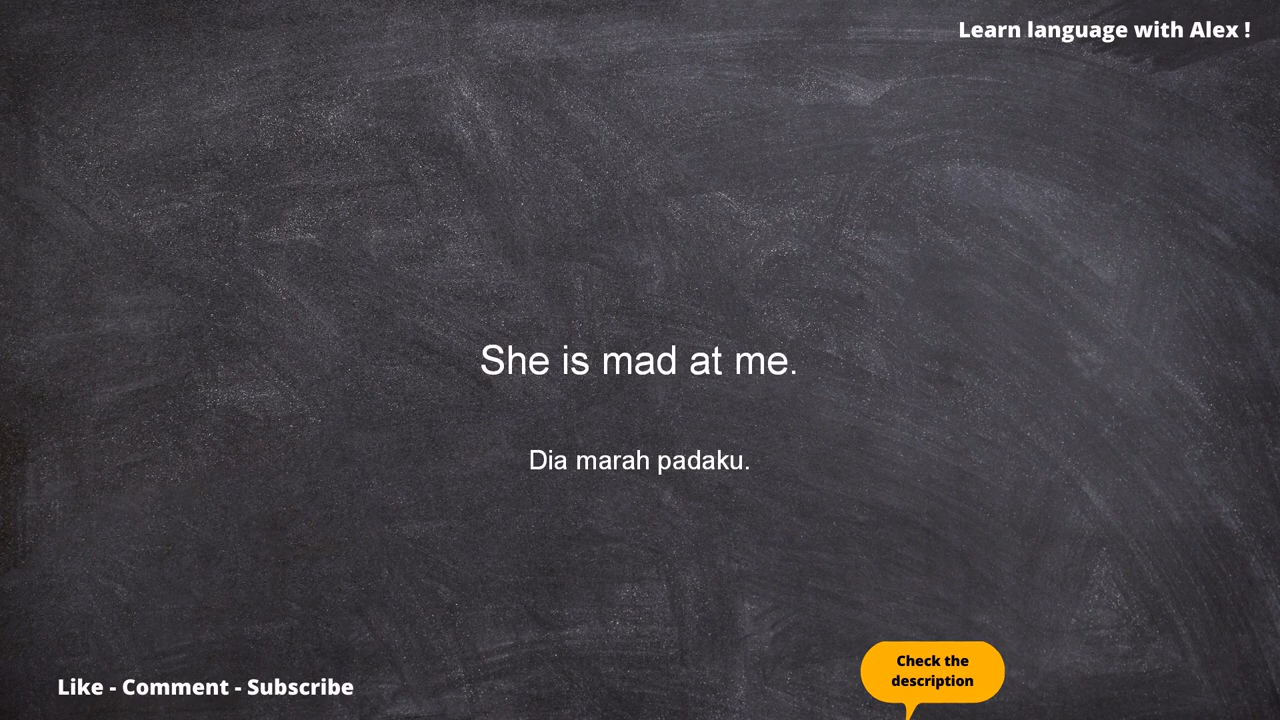 Learn language with Alex !
She is mad at me.
Dia marah padaku.
Check the
description
Like - Comment - Subscribe